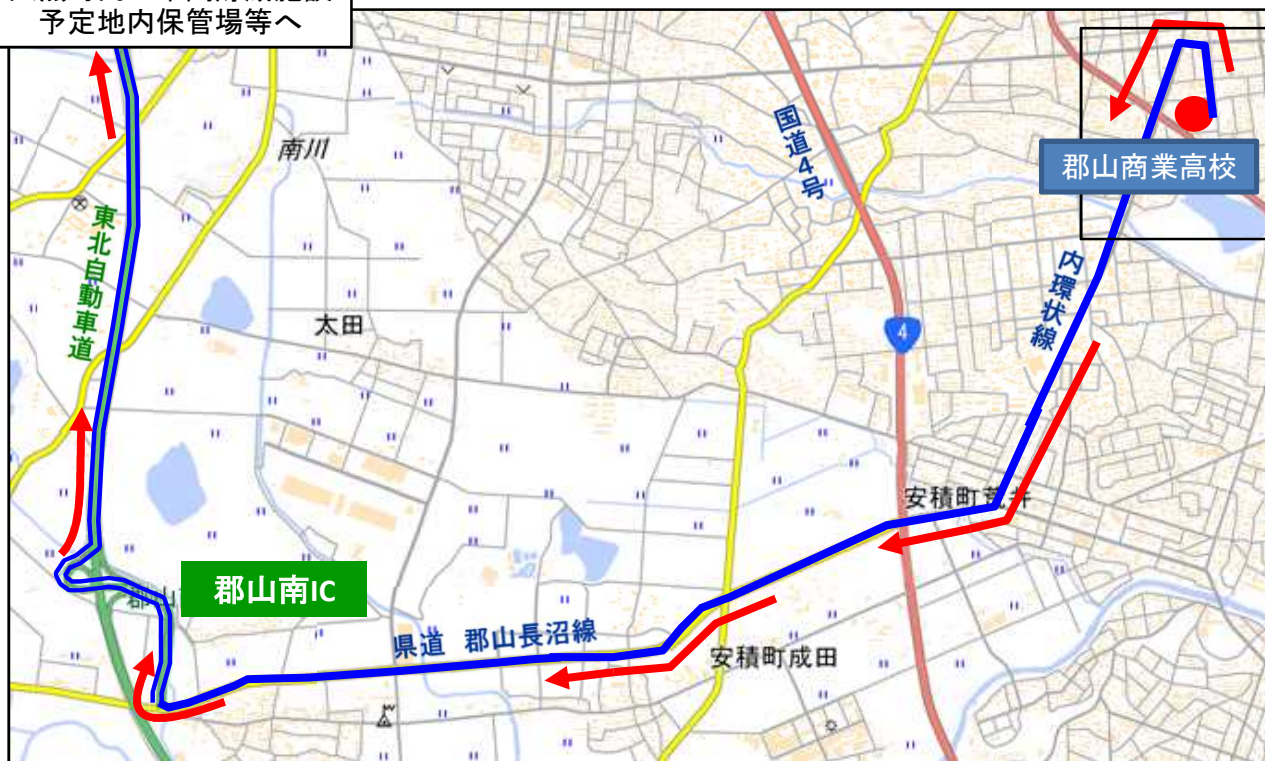 予定地内保管場等へ
南川
国道4号
郡山商業高校
東北自動車道
内環状線
太田
4
安積町荒井
郡山南IC
県道 郡山長沼線
安積町成田